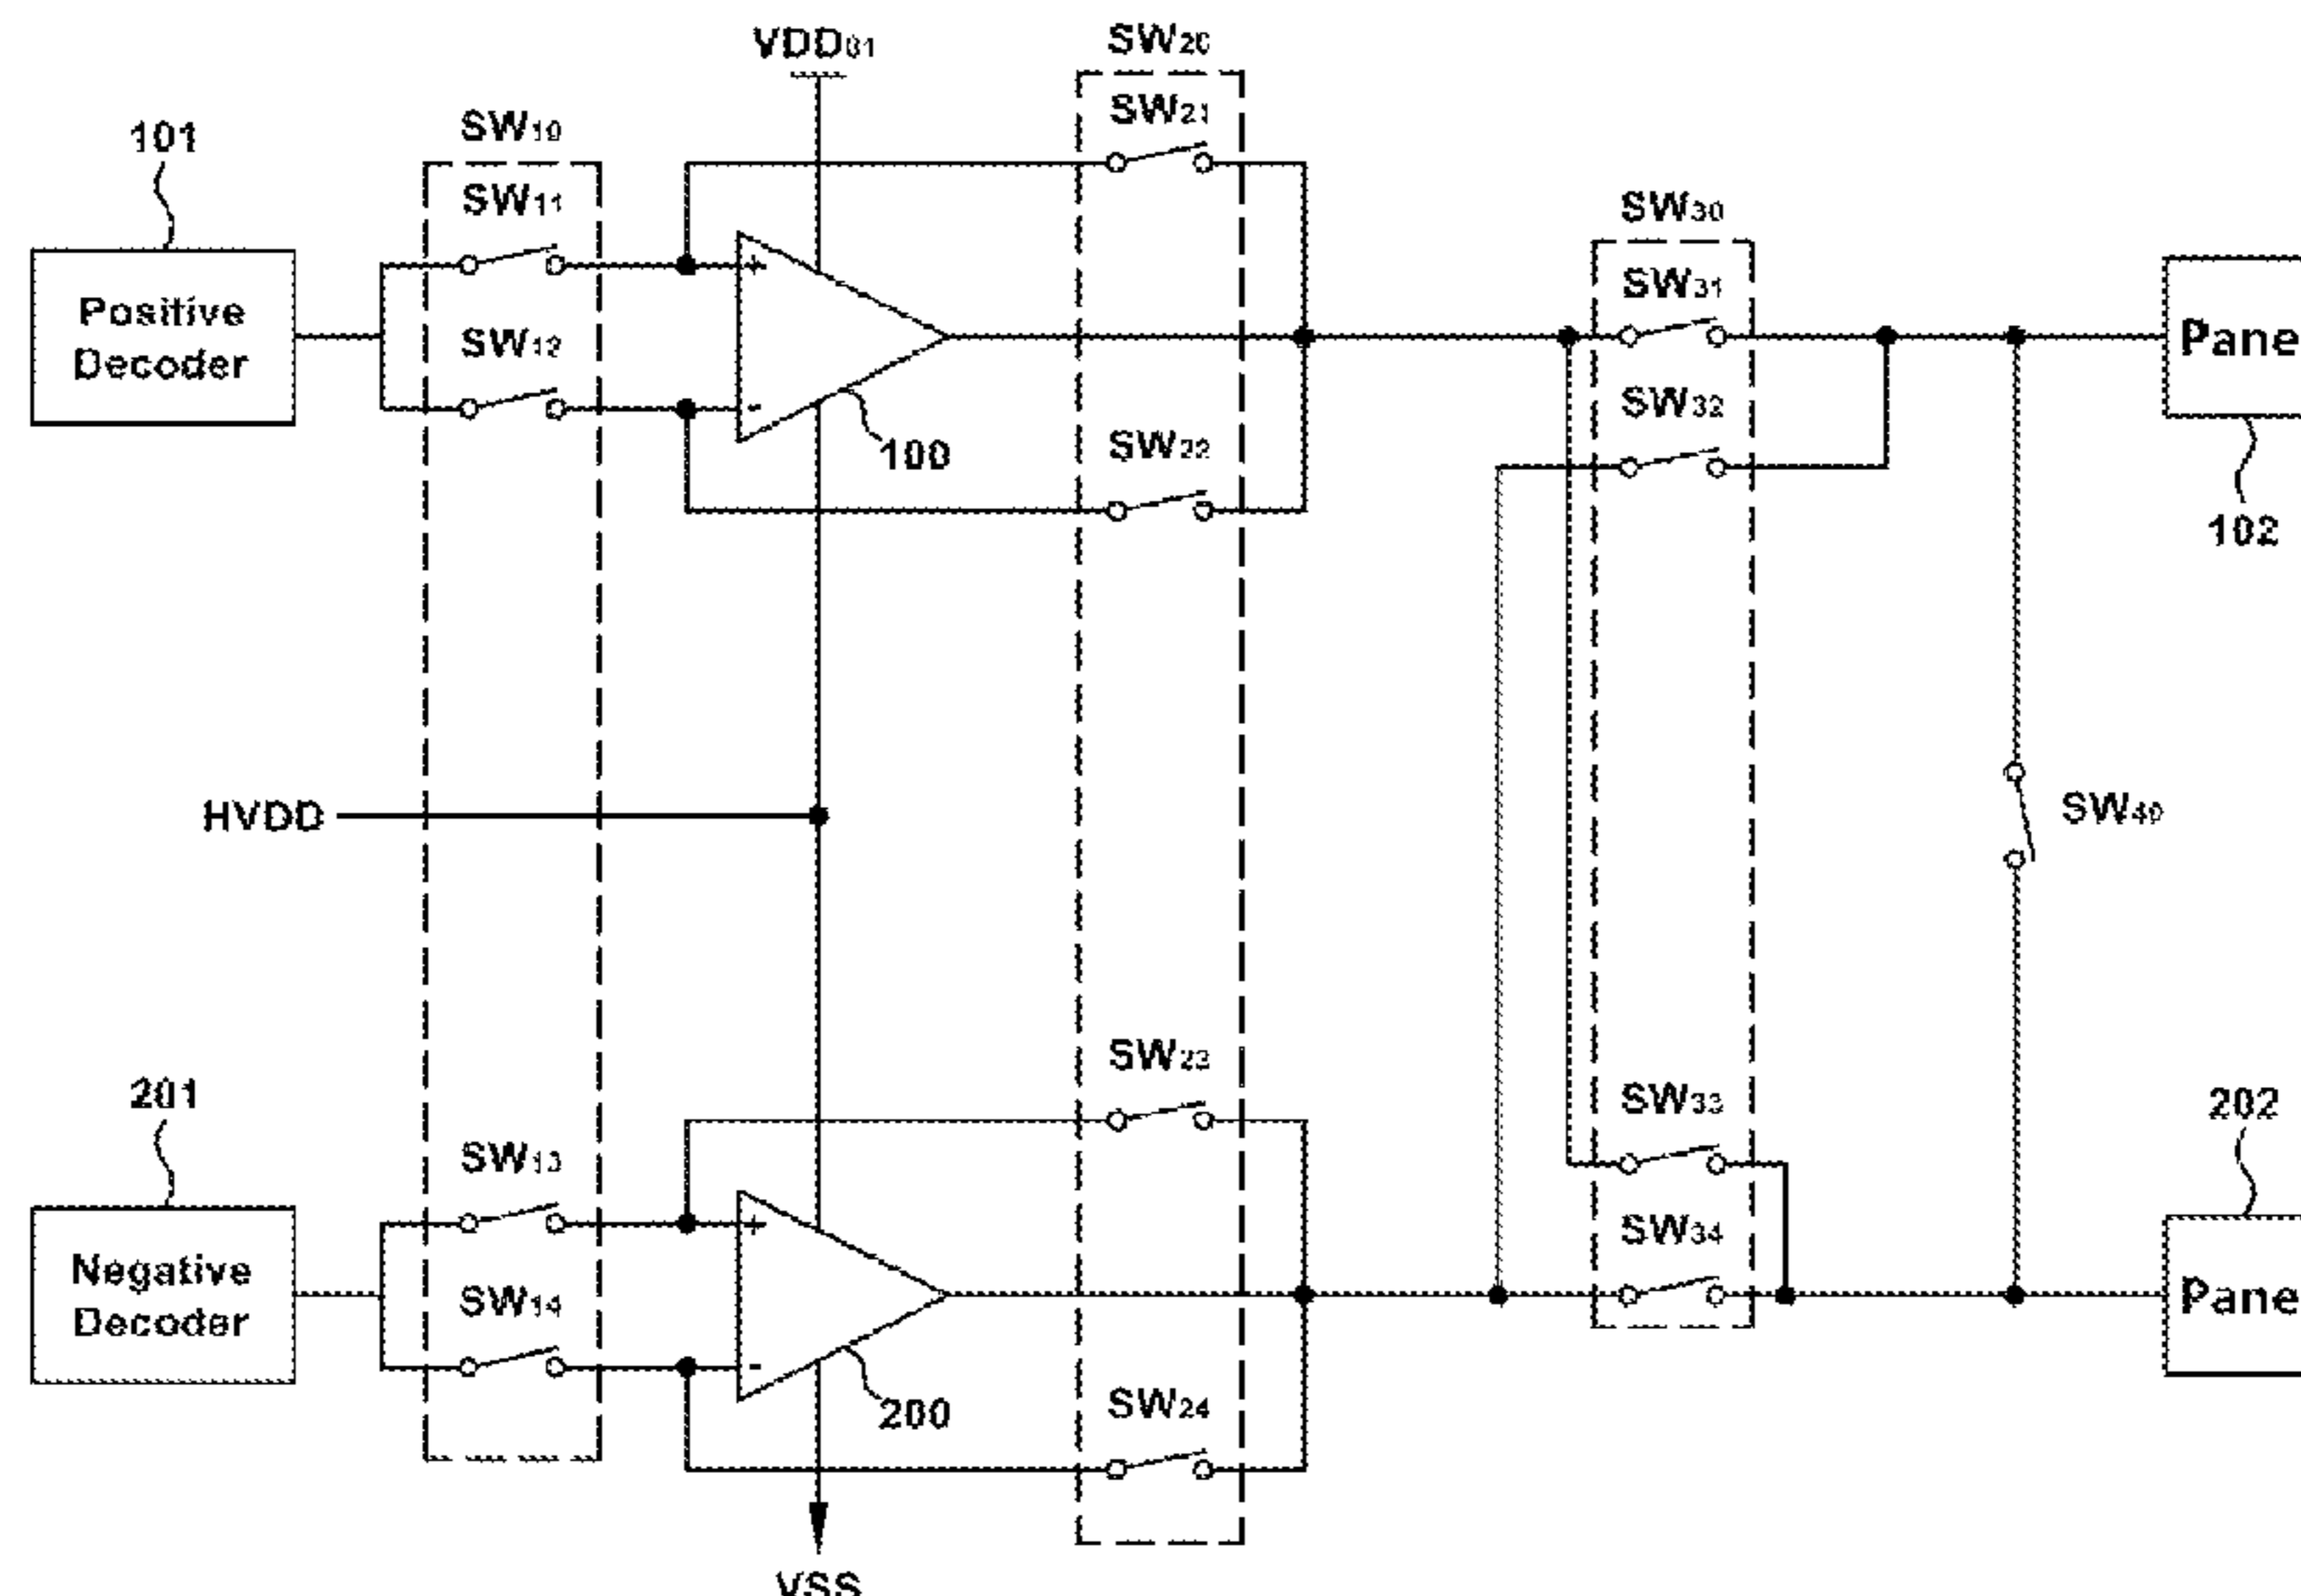 VDD01
SW20
SW21
101
SW10
SW11
SW30
SW31
Positive
Decoder
SW12
+
-
100
SW22
SW32
Pane
102
HVDD
SW40
SW23
201
SW13
SW33
202
Negative
Decoder
SW14
+
-
200
SW24
SW34
Pane
VSS